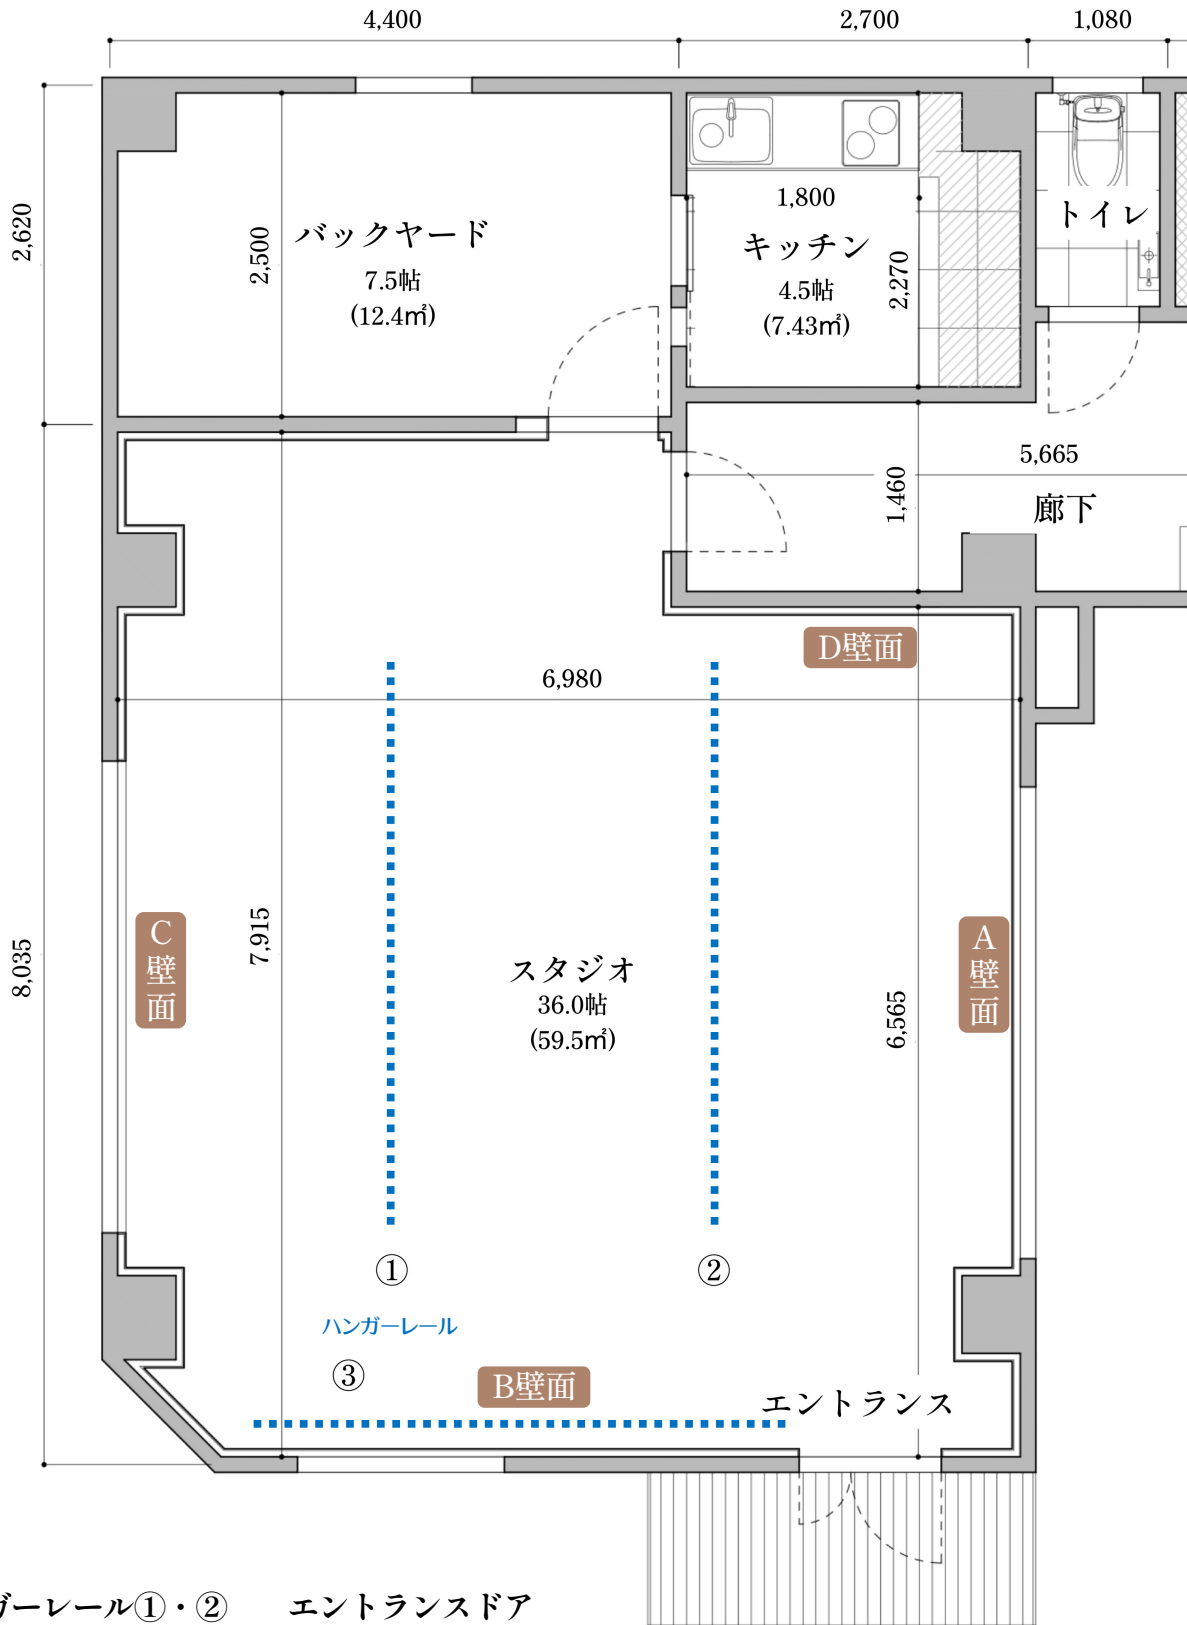 4,400
2,700
1,080
2,620
2,500
バックヤード
7.5帖
(12.4㎡)
1,800
キッチン
4.5帖
(7.43㎡)
2,270
トイレ
5,665
1,460
廊下
D壁面
6,980
8,035
C壁面
7,915
スタジオ
36.0帖
(59.5㎡)
6,565
A壁面
①
②
ハンガーレール
③
B壁面
エントランス
ガーレール①・②
エントランスドア